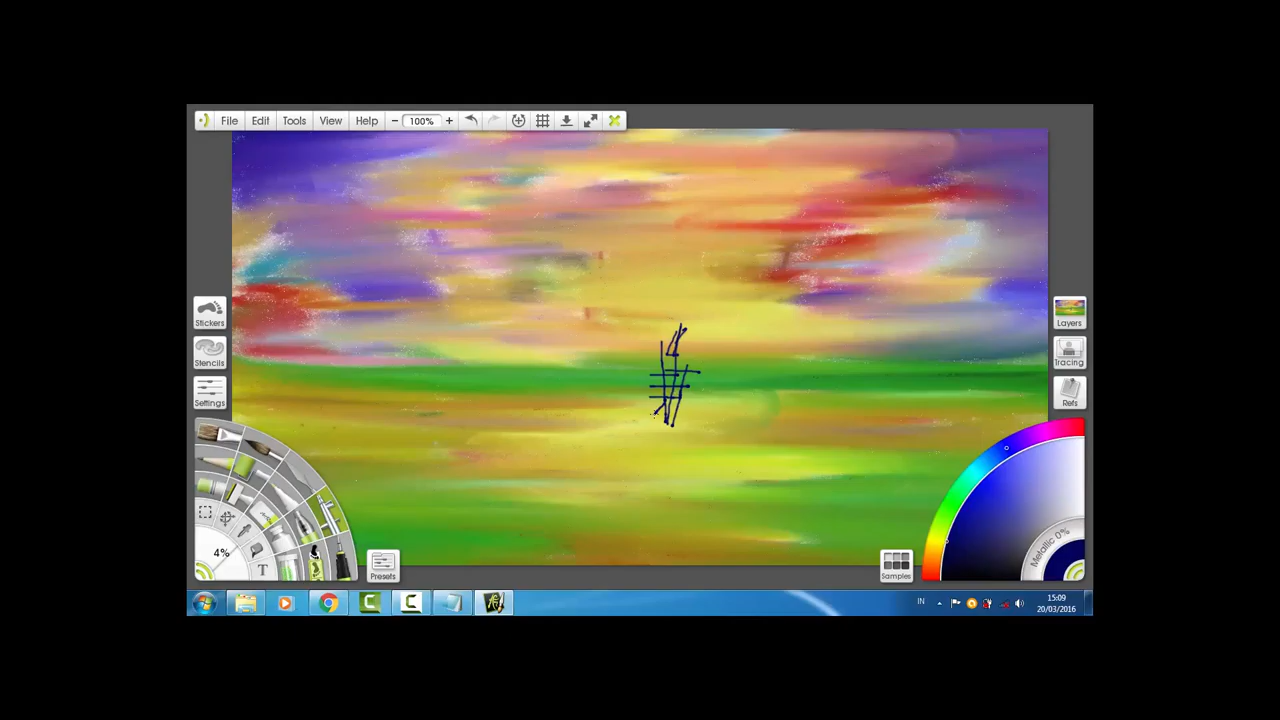 File Edit Tools View Help − 100% +
Stickers
Layers
Stencils
Tracing
Settings
Refs
4%
Metallic 0%
T
Presets
Samples
IN
15:09
20/03/2016